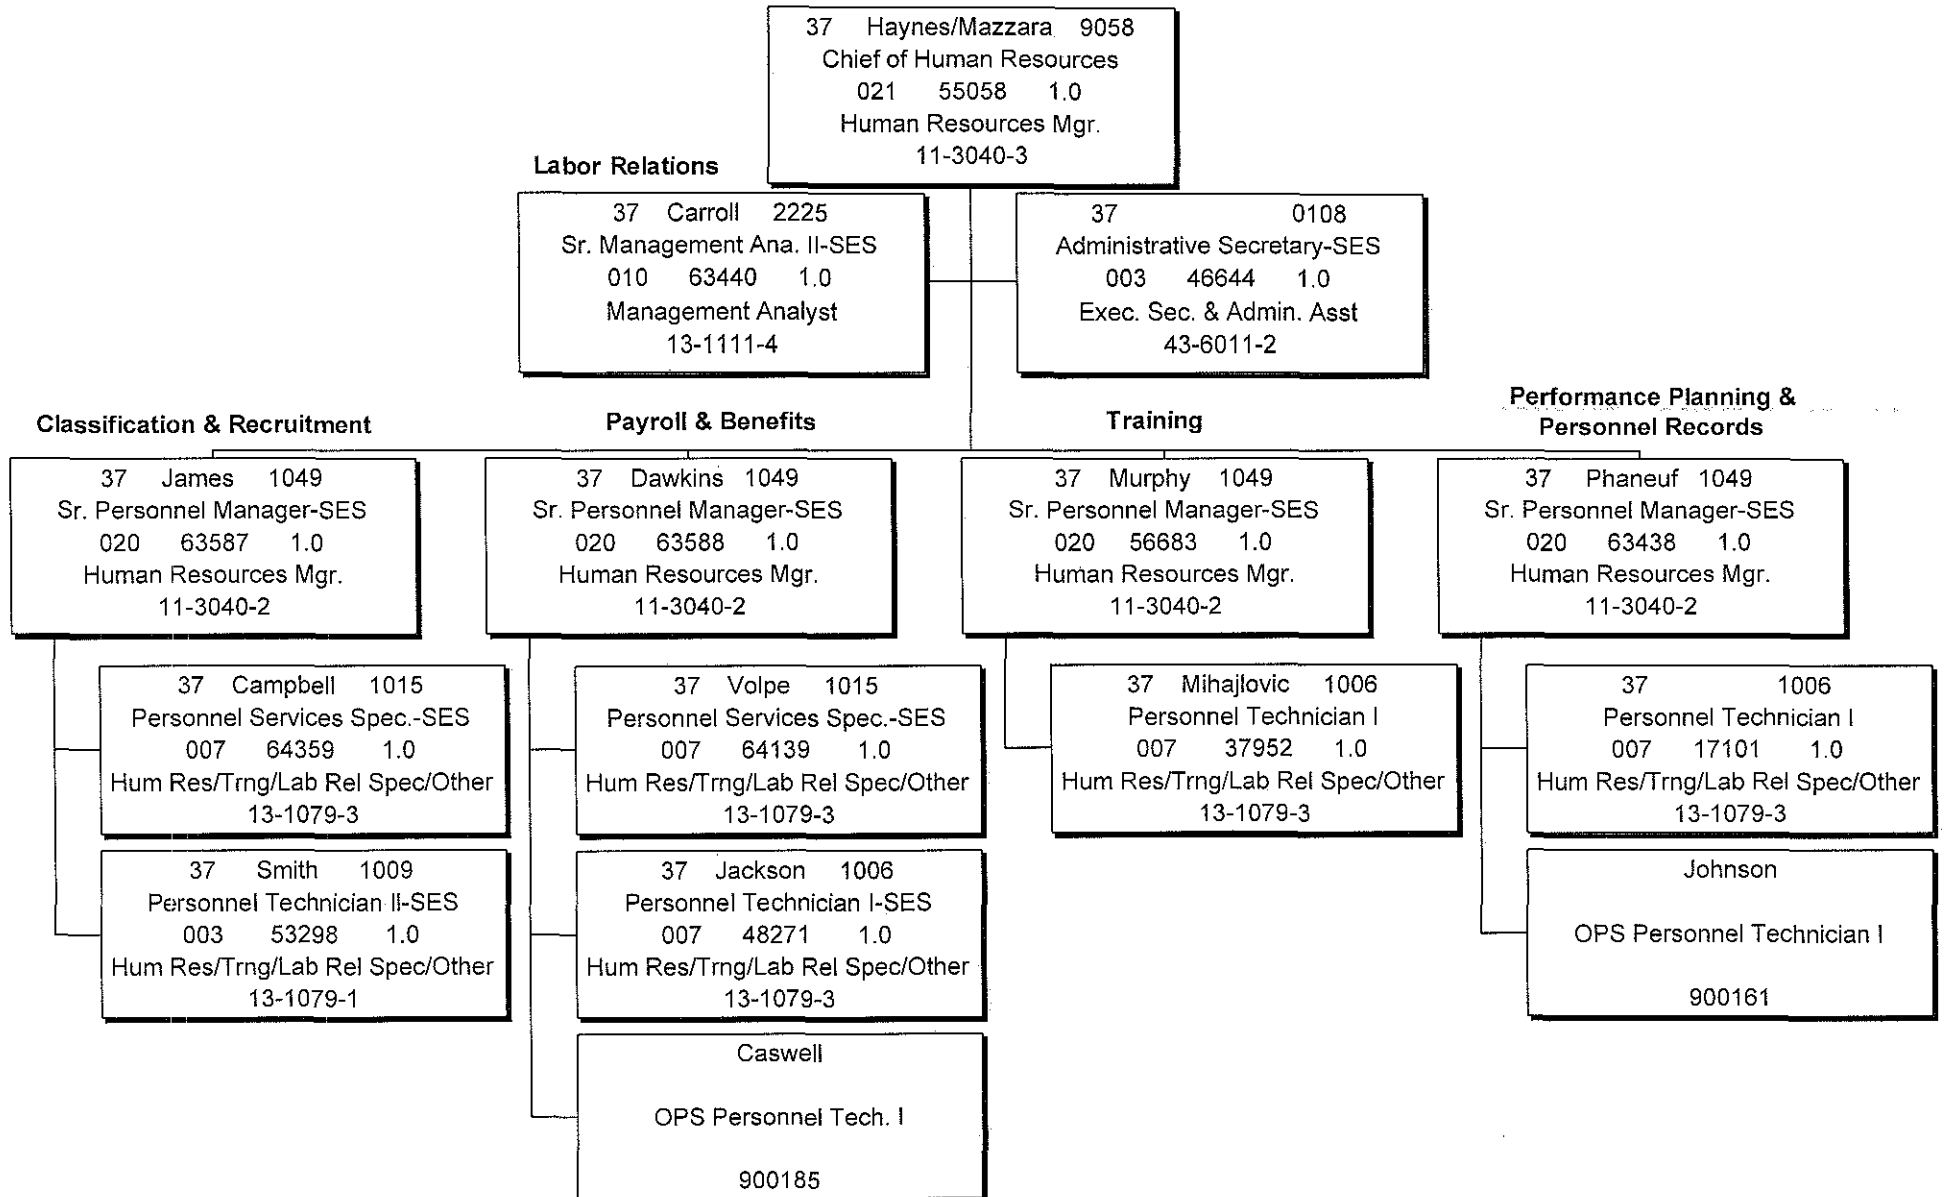 37 Haynes/Mazzara 9058
Chief of Human Resources
021 55058 1.0
Human Resources Mgr.
11-3040-3
Labor Relations
37 Carroll 2225
Sr. Management Ana. II-SES
010 63440 1.0
Management Analyst
13-1111-4
37 0108
Administrative Secretary-SES
003 46644 1.0
Exec. Sec. & Admin. Asst
43-6011-2
Classification & Recruitment
37 James 1049
Sr. Personnel Manager-SES
020 63587 1.0
Human Resources Mgr.
11-3040-2
37 Campbell 1015
Personnel Services Spec.-SES
007 64359 1.0
Hum Res/Trng/Lab Rel Spec/Other
13-1079-3
37 Smith 1009
Personnel Technician II-SES
003 53298 1.0
Hum Res/Trng/Lab Rel Spec/Other
13-1079-1
Payroll & Benefits
37 Dawkins 1049
Sr. Personnel Manager-SES
020 63588 1.0
Human Resources Mgr.
11-3040-2
37 Volpe 1015
Personnel Services Spec.-SES
007 64139 1.0
Hum Res/Trng/Lab Rel Spec/Other
13-1079-3
37 Jackson 1006
Personnel Technician I-SES
007 48271 1.0
Hum Res/Trng/Lab Rel Spec/Other
13-1079-3
Caswell
OPS Personnel Tech. I
900185
Training
37 Murphy 1049
Sr. Personnel Manager-SES
020 56683 1.0
Human Resources Mgr.
11-3040-2
37 Mihajlovic 1006
Personnel Technician I
007 37952 1.0
Hum Res/Trng/Lab Rel Spec/Other
13-1079-3
Performance Planning &
Personnel Records
37 Phaneuf 1049
Sr. Personnel Manager-SES
020 63438 1.0
Human Resources Mgr.
11-3040-2
37 1006
Personnel Technician I
007 17101 1.0
Hum Res/Trng/Lab Rel Spec/Other
13-1079-3
Johnson
OPS Personnel Technician I
900161